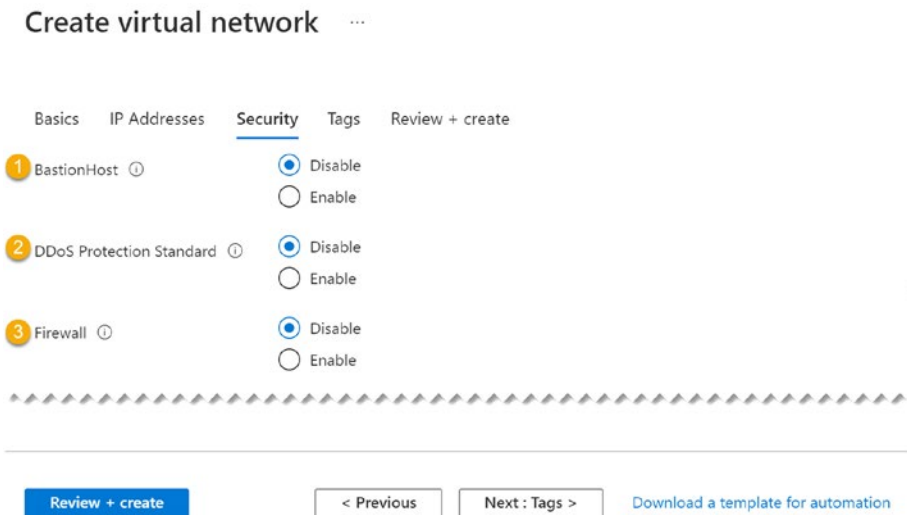 Create virtual network ...
Basics IP Addresses Security Tags Review + create
1 BastionHost Disable
Enable
2 DDoS Protection Standard Disable
Enable
3 Firewall Disable
Enable
Review + create < Previous Next : Tags > Download a template for automation